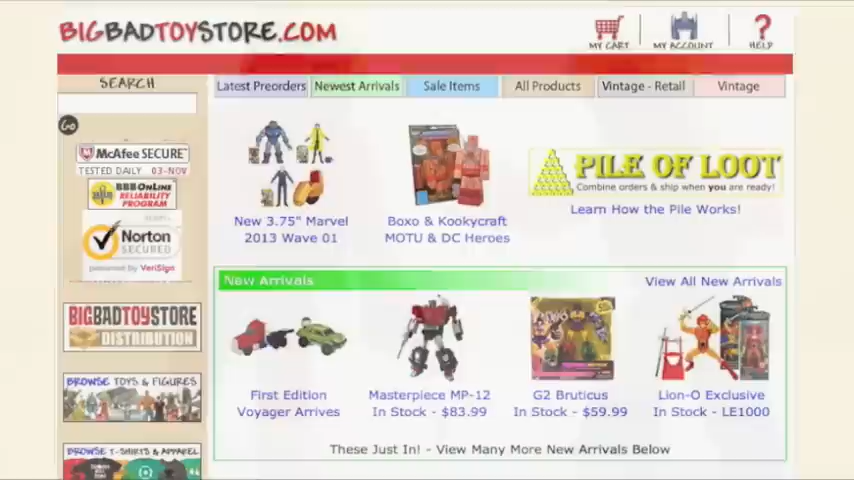 BIGBADTOYSTORE.COM
MY CART
MY ACCOUNT
HELP
SEARCH
Go
Latest Preorders
Newest Arrivals
Sale Items
All Products
Vintage - Retail
Vintage
McAfee SECURE
TESTED DAILY 03-NOV
BBB ONLINE
RELIABILITY
PROGRAM
Norton
SECURED
powered by VeriSign
New 3.75" Marvel
2013 Wave 01
Boxo & Kookycraft
MOTU & DC Heroes
PILE OF LOOT
Combine orders & ship when you are ready!
Learn How the Pile Works!
New Arrivals
View All New Arrivals
BIGBADTOYSTORE
DISTRIBUTION
BROWSE TOYS & FIGURES
BROWSE T-SHIRTS & APPAREL
First Edition
Voyager Arrives
Masterpiece MP-12
In Stock - $83.99
G2 Bruticus
In Stock - $59.99
Lion-O Exclusive
In Stock - LE1000
These Just In! - View Many More New Arrivals Below